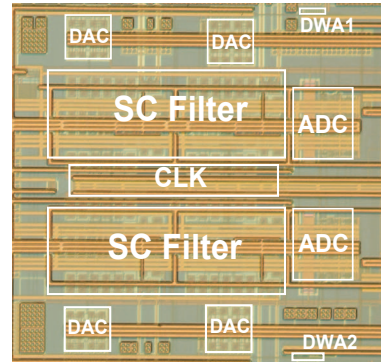 DWA1
DAC
DAC
SC Filter
ADC
CLK
SC Filter
ADC
DAC
DAC
DWA2